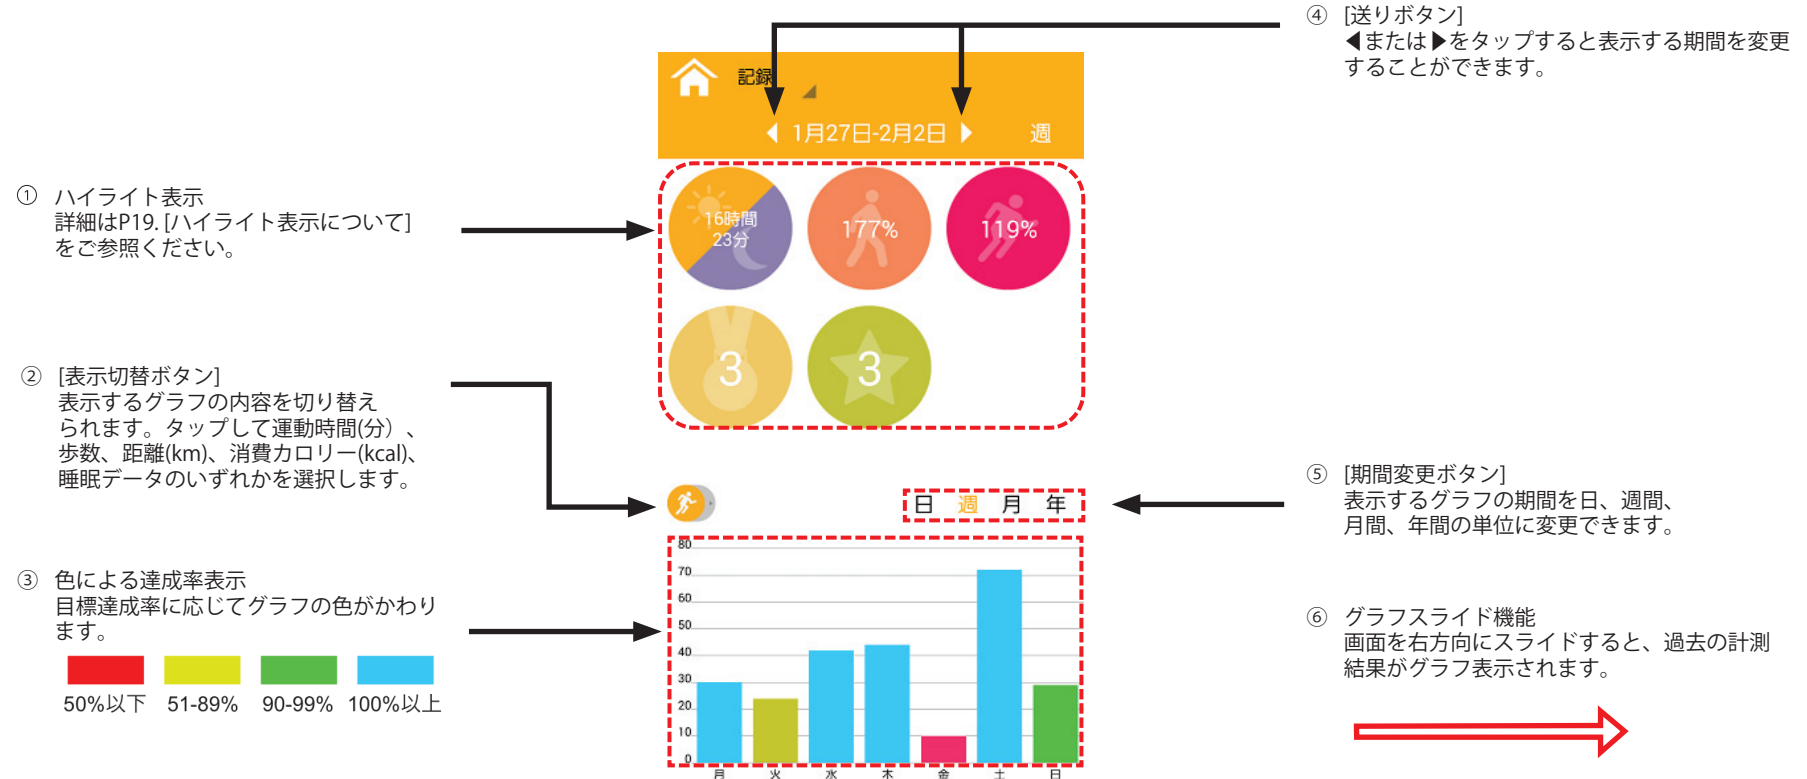 ① ハイライト表示
詳細はP19. [ハイライト表示について]
をご参照ください。
② [表示切替ボタン]
表示するグラフの内容を切り替え
られます。タップして運動時間(分）、
歩数、距離(km)、消費カロリー(kcal)、
睡眠データのいずれかを選択します。
③ 色による達成率表示
目標達成率に応じてグラフの色がかわり
ます。
50%以下 51-89% 90-99% 100%以上
記録
◀ 1月27日-2月2日 ▶ 週
16時間
23分
177%
119%
3
3
日 週 月 年
80
70
60
50
40
30
20
10
0
月 火 水 木 金 土 日
④ [送りボタン]
◀または▶をタップすると表示する期間を変更
することができます。
⑤ [期間変更ボタン]
表示するグラフの期間を日、週間、
月間、年間の単位に変更できます。
⑥ グラフスライド機能
画面を右方向にスライドすると、過去の計測
結果がグラフ表示されます。